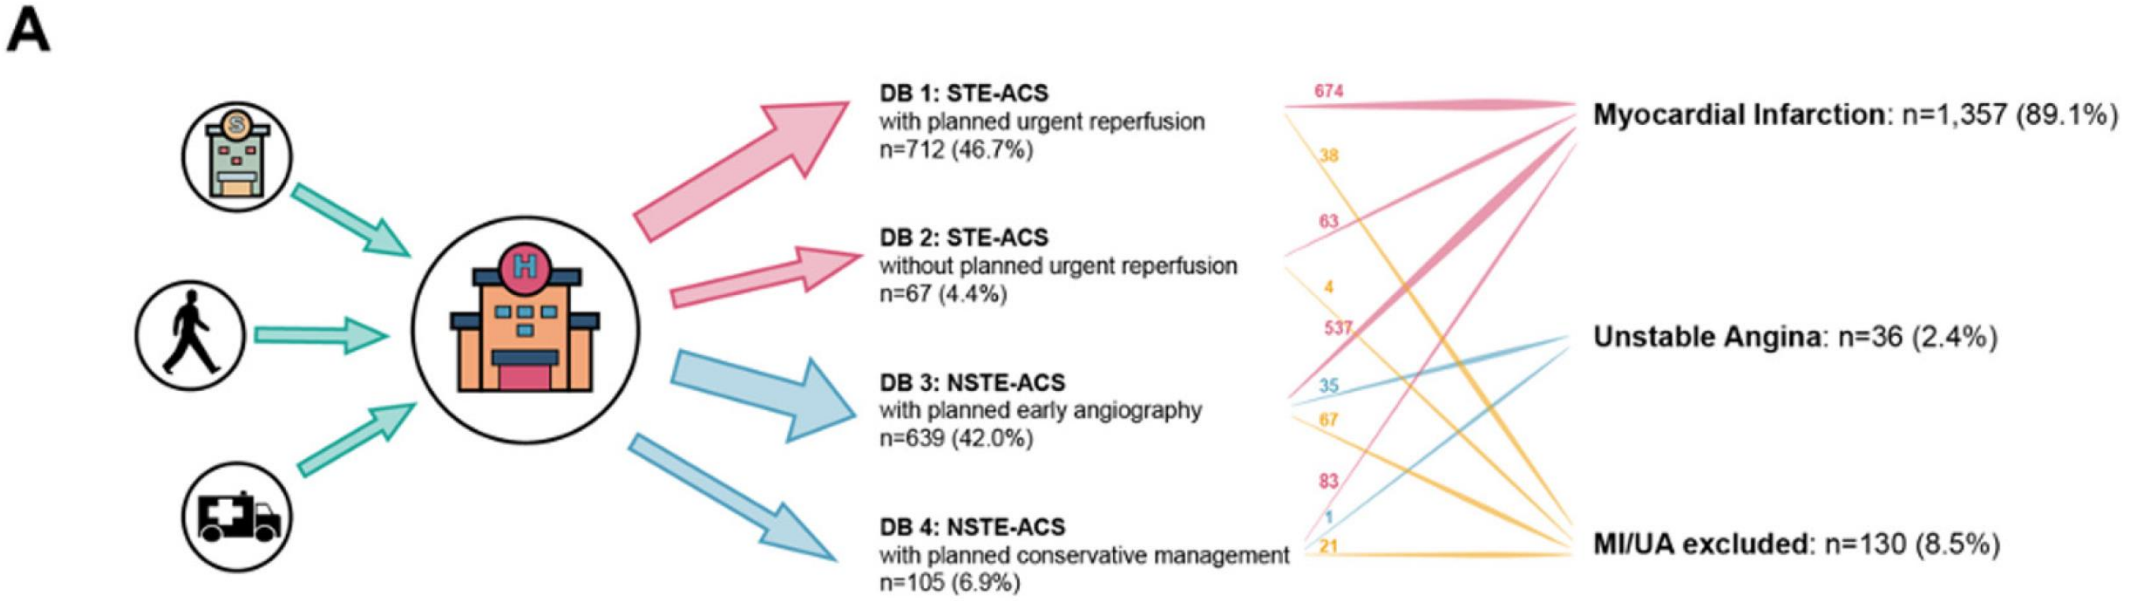 A
S
H
DB 1: STE-ACS
with planned urgent reperfusion
n=712 (46.7%)
DB 2: STE-ACS
without planned urgent reperfusion
n=67 (4.4%)
DB 3: NSTE-ACS
with planned early angiography
n=639 (42.0%)
DB 4: NSTE-ACS
with planned conservative management
n=105 (6.9%)
674
38
63
4
537
35
67
83
1
21
Myocardial Infarction: n=1,357 (89.1%)
Unstable Angina: n=36 (2.4%)
MI/UA excluded: n=130 (8.5%)